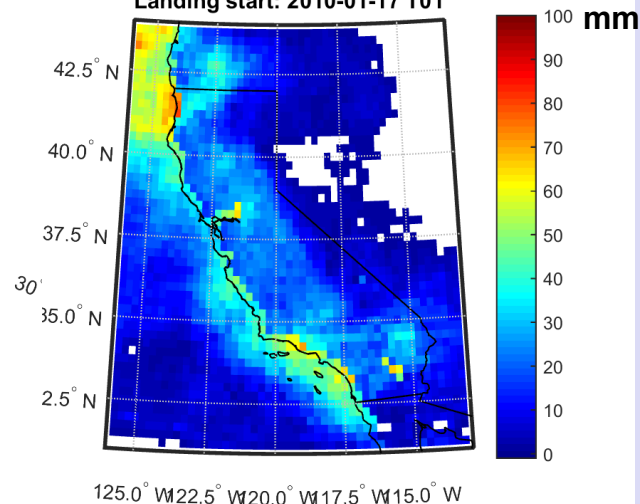 Landing start: 2010-01-17 T01
mm
100
90
80
70
60
50
40
30
20
10
0
42.5° N
40.0° N
37.5° N
30'
35.0° N
2.5° N
125.0° W 122.5° W 120.0° W 117.5° W 115.0° W